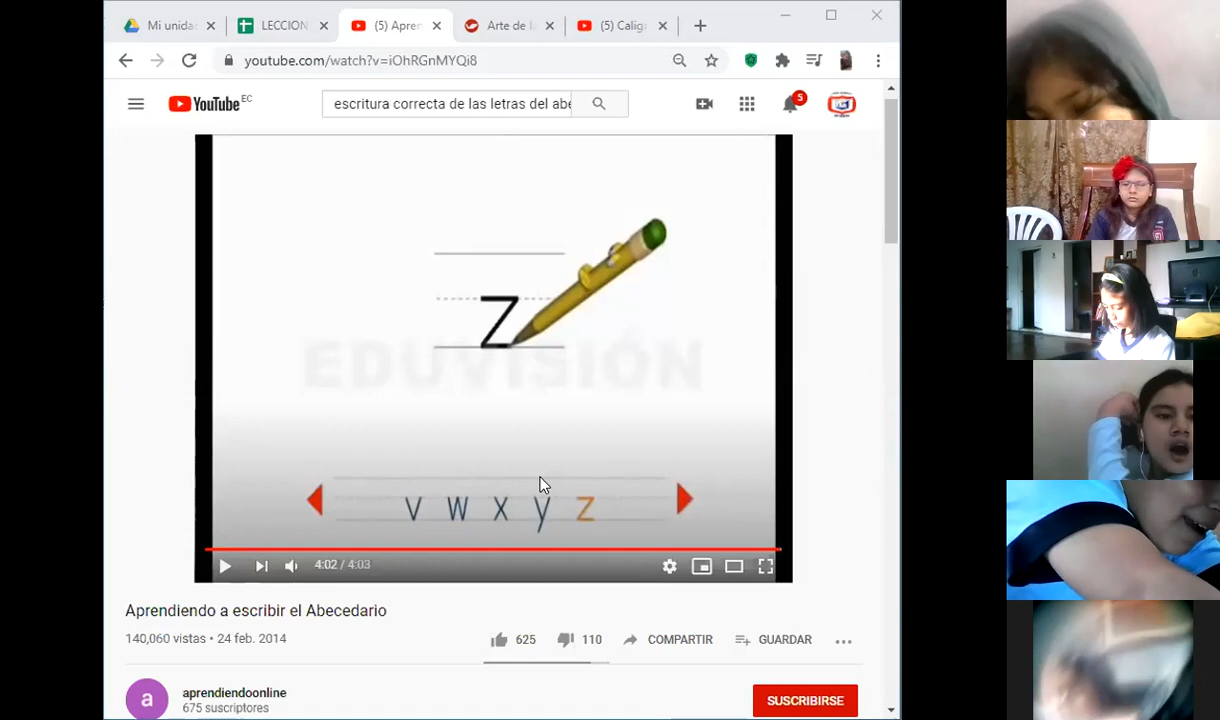 Mi unidad
LECCION
(5) Apren
Arte de la
(5) Calig
youtube.com/watch?v=iOhRGnMYQi8
YouTube EC
escritura correcta de las letras del abe
5
z
EDUVISIÓN
v w x y z
4:02 / 4:03
Aprendiendo a escribir el Abecedario
140,060 vistas • 24 feb. 2014
625
110
COMPARTIR
GUARDAR
a
aprendiendoonline
675 suscriptores
SUSCRIBIRSE